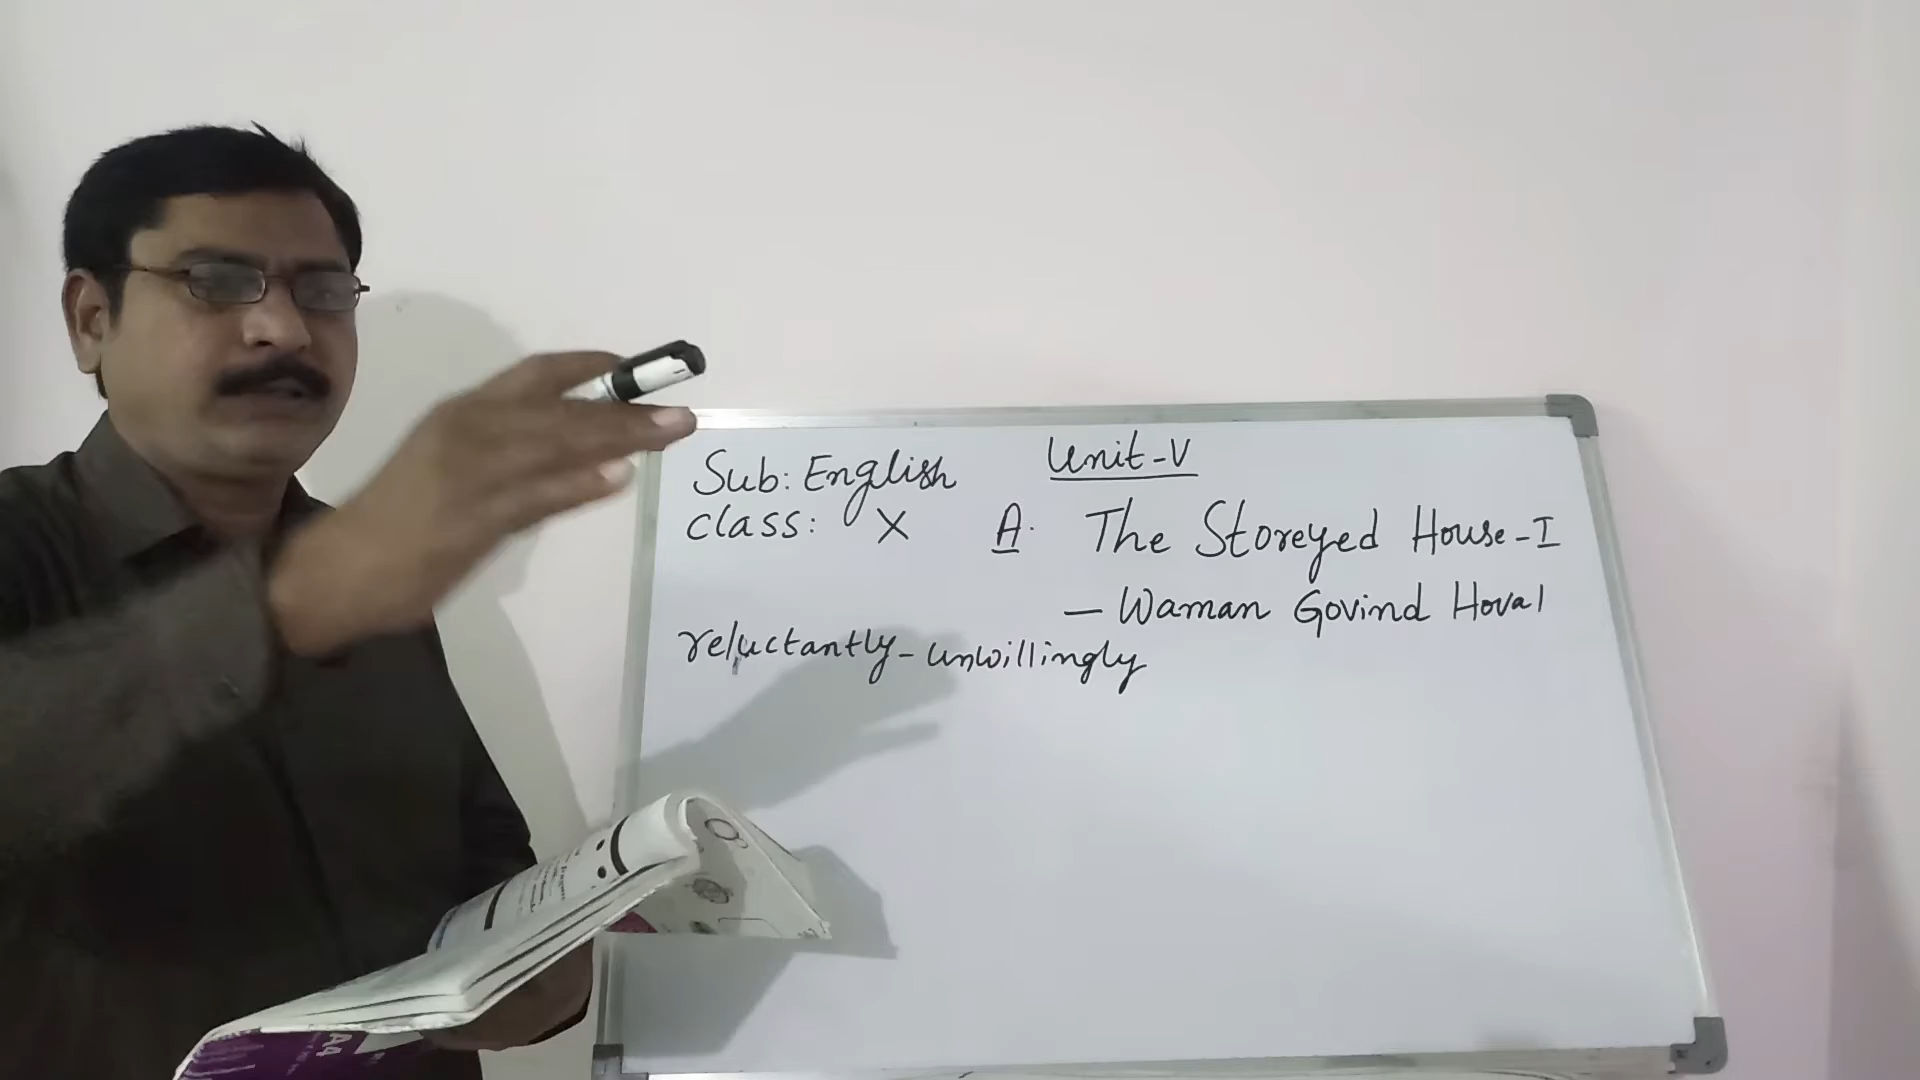 Sub: English
Unit-V
class: X
A. The Storeyed House-I
- Waman Govind Hoval
reluctantly - unwillingly